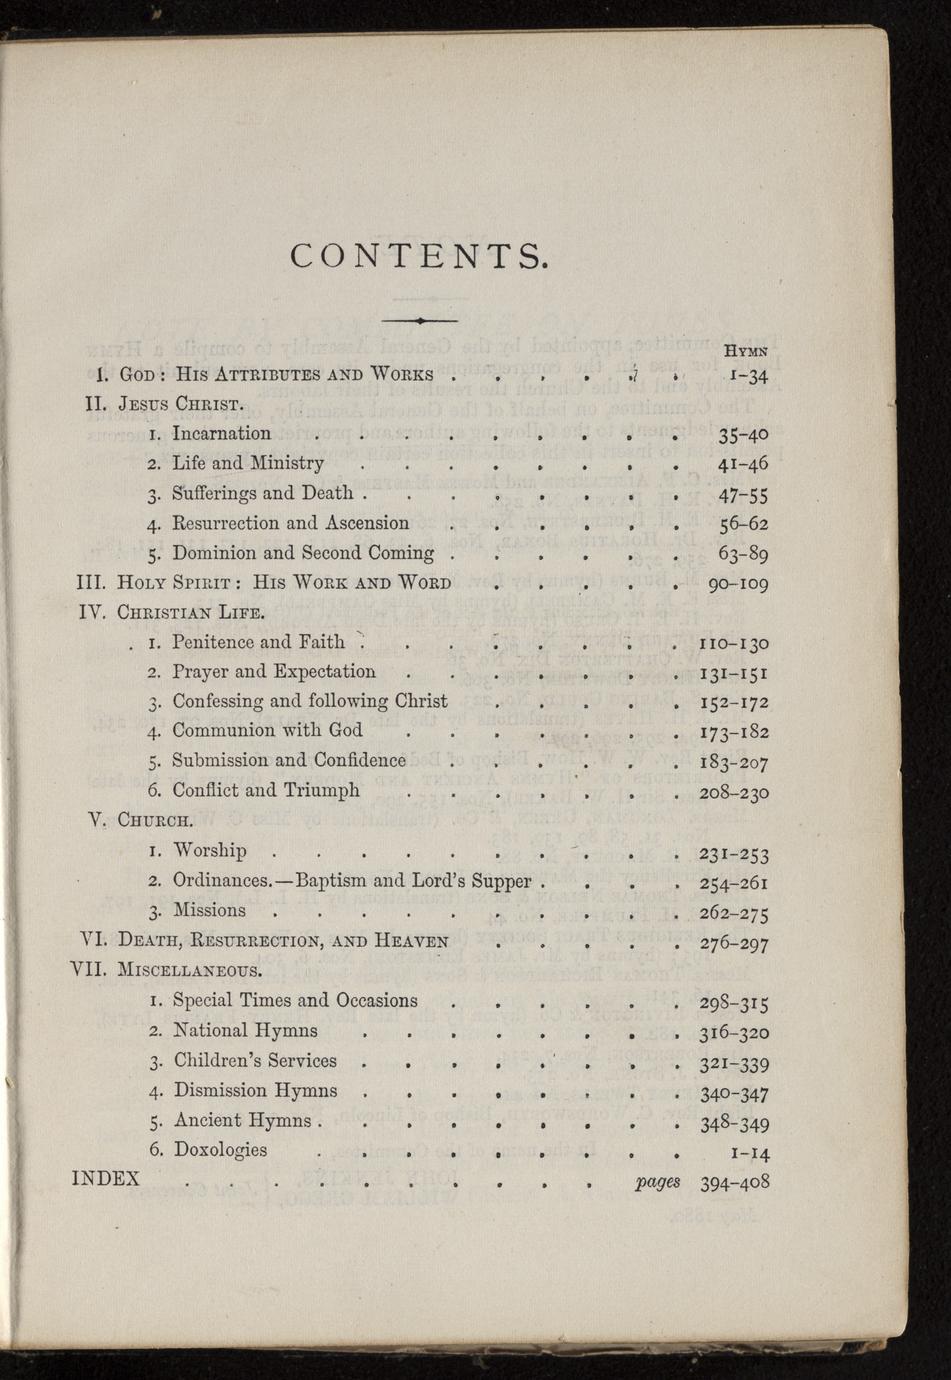 CONTENTS.
HYMN
I. GOD: HIS ATTRIBUTES AND WORKS . . . . . . 1-34
II. JESUS CHRIST.
1. Incarnation . . . . . . . . . 35-40
2. Life and Ministry . . . . . . . . 41-46
3. Sufferings and Death . . . . . . . . 47-55
4. Resurrection and Ascension . . . . . . 56-62
5. Dominion and Second Coming . . . . . . 63-89
III. HOLY SPIRIT: HIS WORK AND WORD . . . . . 90-109
IV. CHRISTIAN LIFE.
1. Penitence and Faith . . . . . . . . 110-130
2. Prayer and Expectation . . . . . . . 131-151
3. Confessing and following Christ . . . . . 152-172
4. Communion with God . . . . . . . 173-182
5. Submission and Confidence . . . . . . 183-207
6. Conflict and Triumph . . . . . . . 208-230
V. CHURCH.
1. Worship . . . . . . . . . . 231-253
2. Ordinances.—Baptism and Lord's Supper . . . . 254-261
3. Missions . . . . . . . . . . 262-275
VI. DEATH, RESURRECTION, AND HEAVEN . . . . . 276-297
VII. MISCELLANEOUS.
1. Special Times and Occasions . . . . . . 298-315
2. National Hymns . . . . . . . . 316-320
3. Children's Services . . . . . . . . 321-339
4. Dismission Hymns . . . . . . . . 340-347
5. Ancient Hymns . . . . . . . . . 348-349
6. Doxologies . . . . . . . . . 1-14
INDEX . . . . . . . . . . pages 394-408